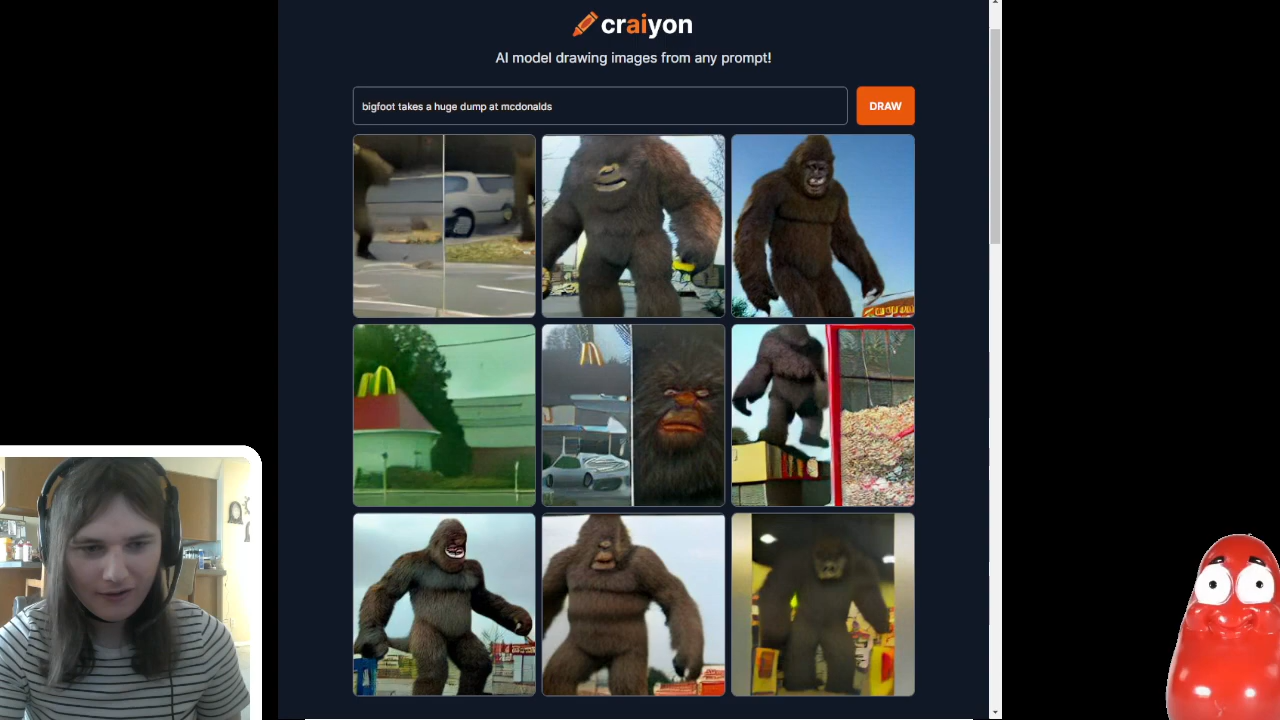 craiyon
AI model drawing images from any prompt!
bigfoot takes a huge dump at mcdonalds
DRAW